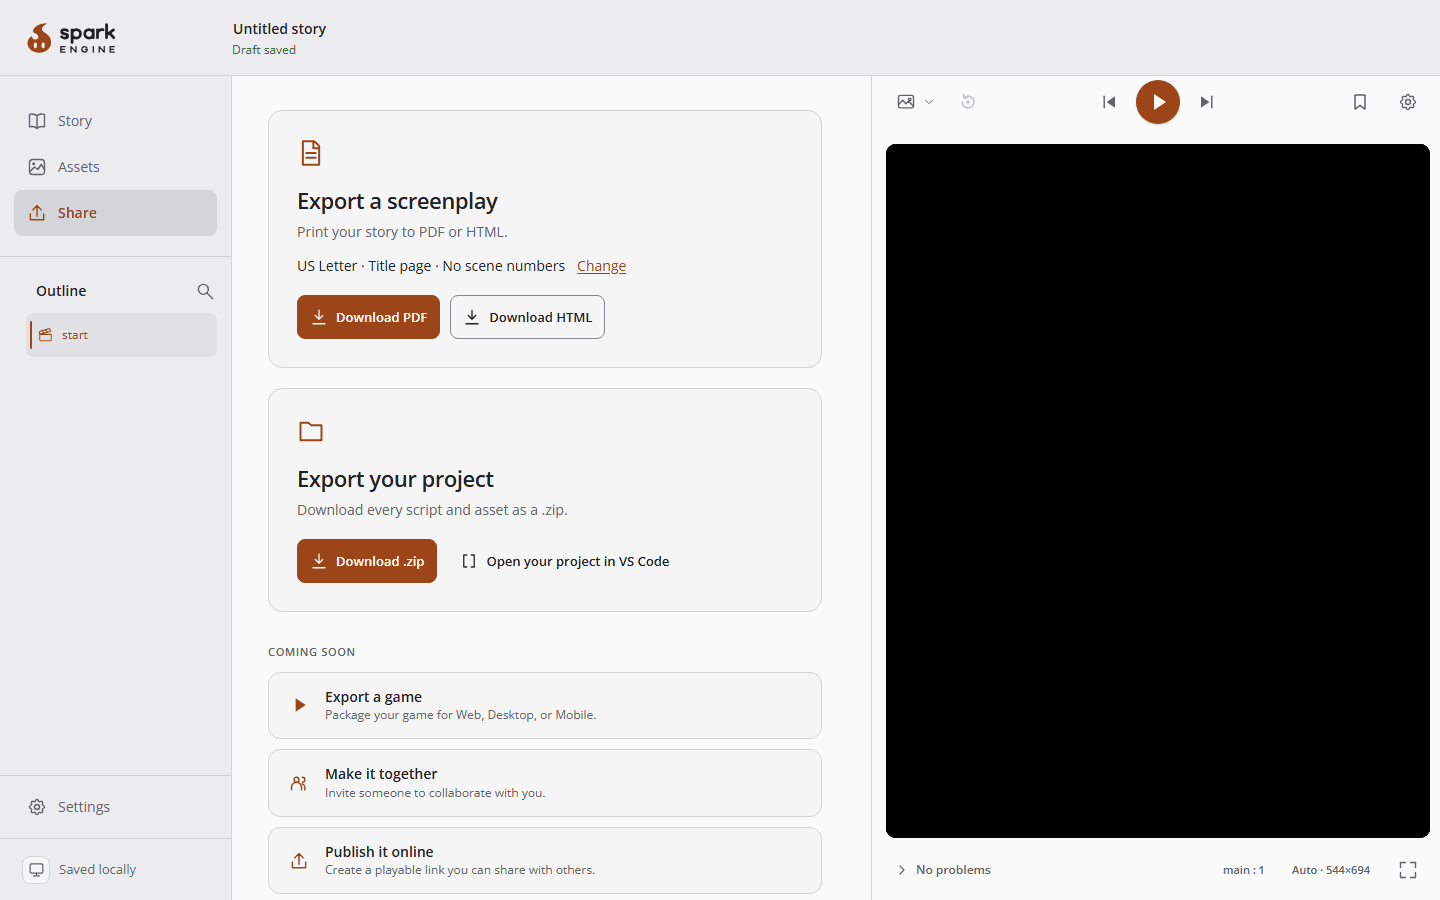 spark
ENGINE
Untitled story
Draft saved
Story
Assets
Share
Outline
start
Settings
Saved locally
Export a screenplay
Print your story to PDF or HTML.
US Letter · Title page · No scene numbers Change
Download PDF
Download HTML
Export your project
Download every script and asset as a .zip.
Download .zip
Open your project in VS Code
COMING SOON
Export a game
Package your game for Web, Desktop, or Mobile.
Make it together
Invite someone to collaborate with you.
Publish it online
Create a playable link you can share with others.
No problems
main : 1
Auto · 544×694